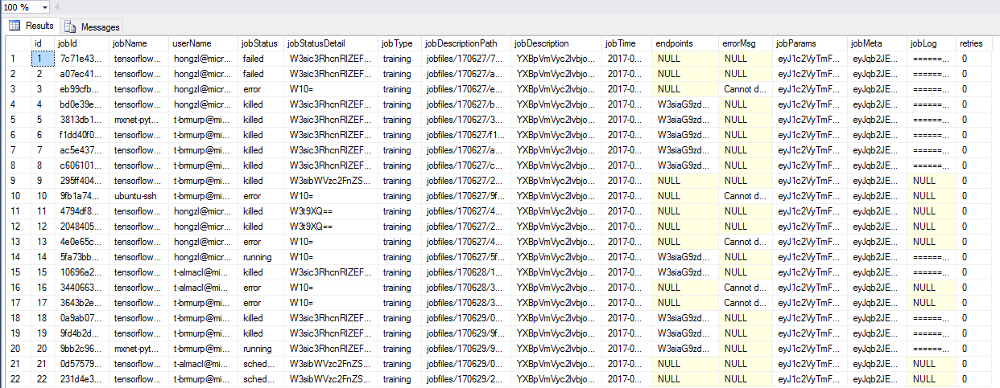 100 %
Results Messages
id jobId jobName userName jobStatus jobStatusDetail jobType jobDescriptionPath jobDescription jobTime endpoints errorMsg jobParams jobMeta jobLog retries
1 1 7c71e43... tensorflow... hongzl@micr... failed W3sic3RhcnRlZEF... training jobfiles/170627/7... YXBpVmVyc2lvbjo... 2017-0... NULL NULL eyJ1c2VyTmF... eyJqb2JE... ======... 0
2 2 a07ec41... tensorflow... hongzl@micr... failed W3sic3RhcnRlZEF... training jobfiles/170627/a... YXBpVmVyc2lvbjo... 2017-0... NULL NULL eyJ1c2VyTmF... eyJqb2JE... ======... 0
3 3 eb99cfb... tensorflow... hongzl@micr... error W10= training jobfiles/170627/e... YXBpVmVyc2lvbjo... 2017-0... NULL Cannot d... eyJ1c2VyTmF... eyJqb2JE... ======... 0
4 4 bd0e39e... tensorflow... t-brmurp@mi... killed W3sic3RhcnRlZEF... training jobfiles/170627/b... YXBpVmVyc2lvbjo... 2017-0... W3siaG9zd... NULL eyJ1c2VyTmF... eyJqb2JE... ======... 0
5 5 3813db1... mxnet-pyt... t-brmurp@mi... killed W3sic3RhcnRlZEF... training jobfiles/170627/3... YXBpVmVyc2lvbjo... 2017-0... W3siaG9zd... NULL eyJ1c2VyTmF... eyJqb2JE... ======... 0
6 6 f1dd40f0... tensorflow... t-brmurp@mi... killed W3sic3RhcnRlZEF... training jobfiles/170627/f1... YXBpVmVyc2lvbjo... 2017-0... W3siaG9zd... NULL eyJ1c2VyTmF... eyJqb2JE... ======... 0
7 7 ac5e437... tensorflow... t-brmurp@mi... killed W3sic3RhcnRlZEF... training jobfiles/170627/a... YXBpVmVyc2lvbjo... 2017-0... W3siaG9zd... NULL eyJ1c2VyTmF... eyJqb2JE... ======... 0
8 8 c606101... tensorflow... t-brmurp@mi... killed W3sic3RhcnRlZEF... training jobfiles/170627/c... YXBpVmVyc2lvbjo... 2017-0... W3siaG9zd... NULL eyJ1c2VyTmF... eyJqb2JE... ======... 0
9 9 295ff404... tensorflow... t-brmurp@mi... killed W3sibWVzc2FnZS... training jobfiles/170627/2... YXBpVmVyc2lvbjo... 2017-0... NULL NULL eyJ1c2VyTmF... eyJqb2JE... NULL 0
10 10 9fb1a74... ubuntu-ssh t-brmurp@mi... error W10= training jobfiles/170627/9f... YXBpVmVyc2lvbjo... 2017-0... NULL Cannot d... eyJ1c2VyTmF... eyJqb2JE... NULL 0
11 11 4794df8... tensorflow... hongzl@micr... killed W3t9XQ== training jobfiles/170627/4... YXBpVmVyc2lvbjo... 2017-0... NULL NULL eyJ1c2VyTmF... eyJqb2JE... NULL 0
12 12 2048405... tensorflow... hongzl@micr... killed W3t9XQ== training jobfiles/170627/2... YXBpVmVyc2lvbjo... 2017-0... NULL NULL eyJ1c2VyTmF... eyJqb2JE... NULL 0
13 13 4e0e65c... tensorflow... hongzl@micr... error W10= training jobfiles/170627/4... YXBpVmVyc2lvbjo... 2017-0... NULL Cannot d... eyJ1c2VyTmF... eyJqb2JE... NULL 0
14 14 5fa73bb... tensorflow... hongzl@micr... running W10= training jobfiles/170627/5f... YXBpVmVyc2lvbjo... 2017-0... W3siaG9zd... NULL eyJ1c2VyTmF... eyJqb2JE... ======... 0
15 15 10696a2... tensorflow... t-almacl@mi... killed W3sic3RhcnRlZEF... training jobfiles/170628/1... YXBpVmVyc2lvbjo... 2017-0... W3siaG9zd... NULL eyJ1c2VyTmF... eyJqb2JE... ======... 0
16 16 3440663... tensorflow... t-almacl@mi... error W10= training jobfiles/170628/3... YXBpVmVyc2lvbjo... 2017-0... NULL Cannot d... eyJ1c2VyTmF... eyJqb2JE... NULL 0
17 17 3643b2e... tensorflow... t-brmurp@mi... error W10= training jobfiles/170628/3... YXBpVmVyc2lvbjo... 2017-0... NULL Cannot d... eyJ1c2VyTmF... eyJqb2JE... NULL 0
18 18 0a9ab07... tensorflow... t-brmurp@mi... killed W3sic3RhcnRlZEF... training jobfiles/170629/0... YXBpVmVyc2lvbjo... 2017-0... W3siaG9zd... NULL eyJ1c2VyTmF... eyJqb2JE... ======... 0
19 19 9fd4b2d... tensorflow... t-brmurp@mi... killed W3sic3RhcnRlZEF... training jobfiles/170629/9f... YXBpVmVyc2lvbjo... 2017-0... W3siaG9zd... NULL eyJ1c2VyTmF... eyJqb2JE... ======... 0
20 20 9bb2c96... mxnet-pyt... t-brmurp@mi... running W3sic3RhcnRlZEF... training jobfiles/170629/9... YXBpVmVyc2lvbjo... 2017-0... W3siaG9zd... NULL eyJ1c2VyTmF... eyJqb2JE... ======... 0
21 21 0d57579... tensorflow... t-almacl@mi... sched... W3sibWVzc2FnZS... training jobfiles/170629/0... YXBpVmVyc2lvbjo... 2017-0... NULL NULL eyJ1c2VyTmF... eyJqb2JE... NULL 0
22 22 231d4e3... tensorflow... t-brmurp@mi... sched... W3sibWVzc2FnZS... training jobfiles/170629/2... YXBpVmVyc2lvbjo... 2017-0... NULL NULL eyJ1c2VyTmF... eyJqb2JE... NULL 0